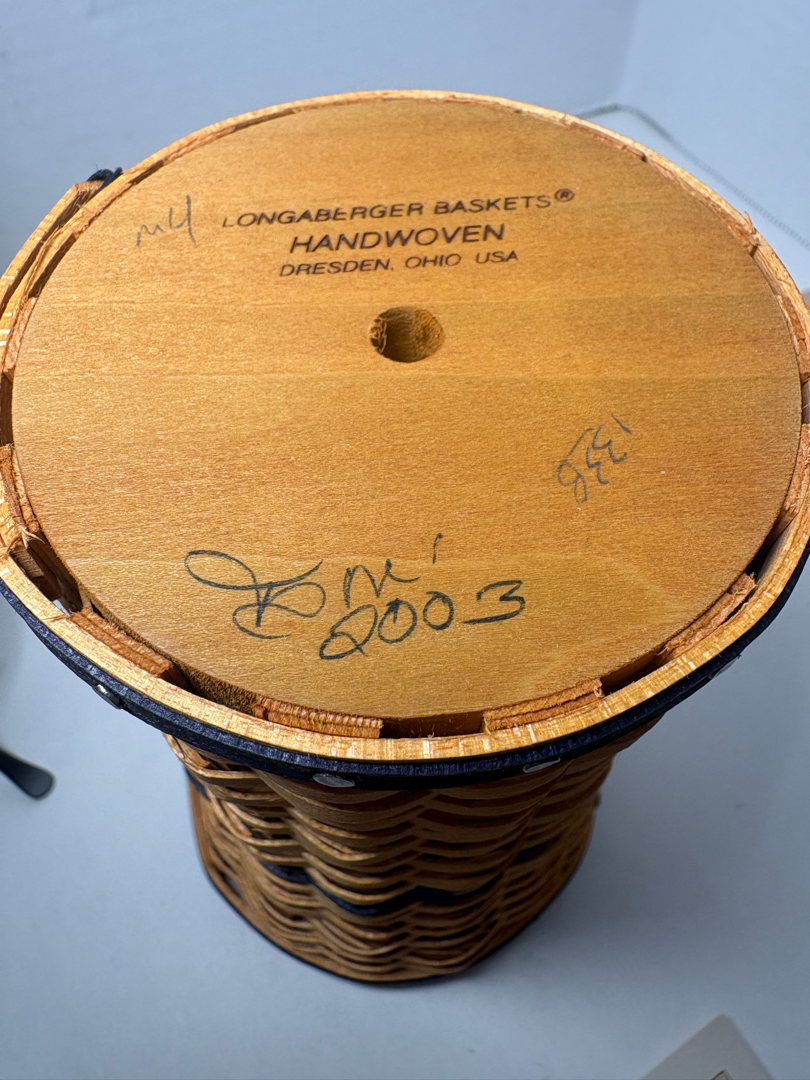 LONGABERGER BASKETS®
HANDWOVEN
DRESDEN, OHIO USA
2003